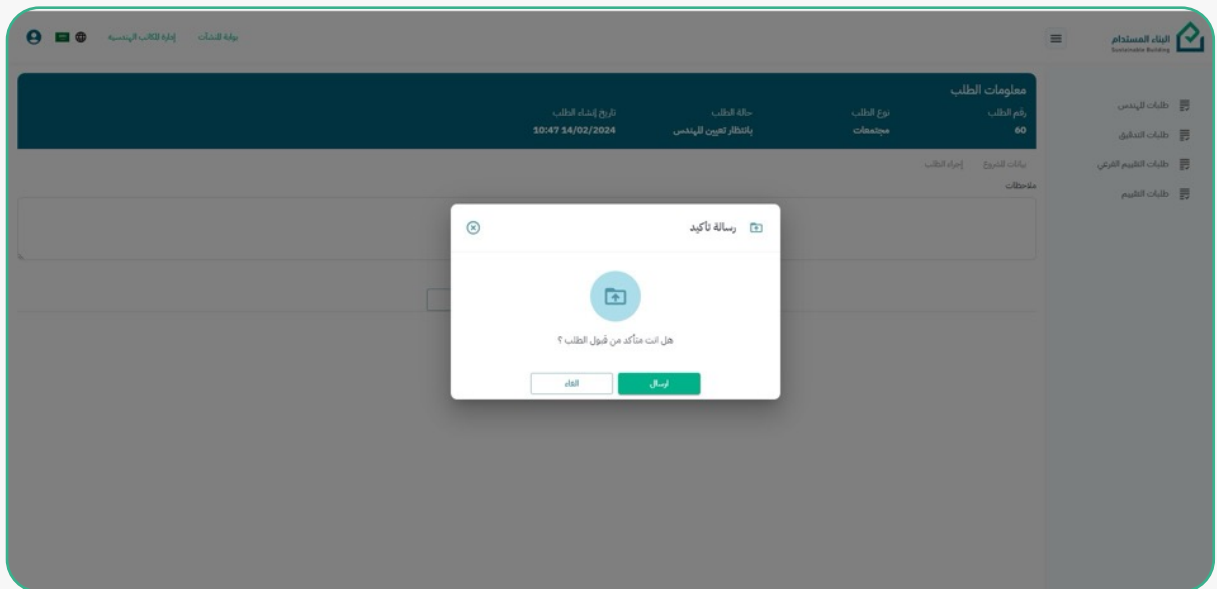 البناء المستدام
Sustainable Building
إدارة المكاتب الهندسية
بوابة المنشآت
طلبات المهندس
طلبات التدقيق
طلبات التقييم الفرعي
طلبات التقييم
معلومات الطلب
رقم الطلب
نوع الطلب
حالة الطلب
تاريخ إنشاء الطلب
60
مجتمعات
بانتظار تعيين المهندس
10:47 14/02/2024
بيانات المشروع
إجراء الطلب
ملاحظات
رسالة تأكيد
هل انت متأكد من قبول الطلب ؟
ارسال
الغاء